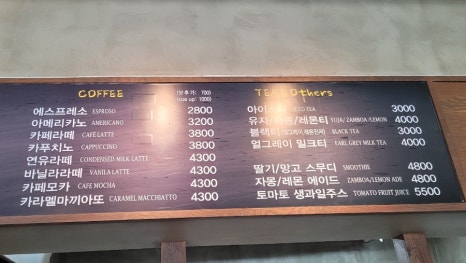 COFFEE
(샷추가: 700)
(size up: 1000)
에스프레소 ESPROSO 2800
아메리카노 AMERICANO 3200
카페라떼 CAFÉ LATTE 3800
카푸치노 CAPPUCCINO 3800
연유라떼 CONDENSED MILK LATTE 4300
바닐라라떼 VANILA LATTE 4300
카페모카 CAFE MOCHA 4300
카라멜마끼아또 CARAMEL MACCHIATTO 4300
TEA & Others
아이스티 ICED TEA 3000
유자/자몽/레몬티 YUJA/ ZAMBOA /LEMON 4000
블랙티 BLACK TEA 3000
얼그레이 밀크티 EARL GREY MILK TEA 4000
딸기/망고 스무디 SMOOTHIE 4800
자몽/레몬 에이드 ZAMBOA/LEMON ADE 4800
토마토 생과일주스 TOMATO FRUIT JUICE 5500